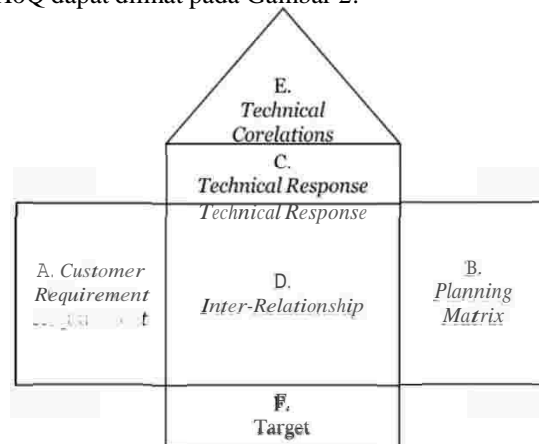 HoQ dapat dilihat pada Gambar 2.
E.
Technical
Corelations
C.
Technical Response
Technical Response
A. Customer
Requirement
t
D.
Inter-Relationship
B.
Planning
Matrix
F.
Target